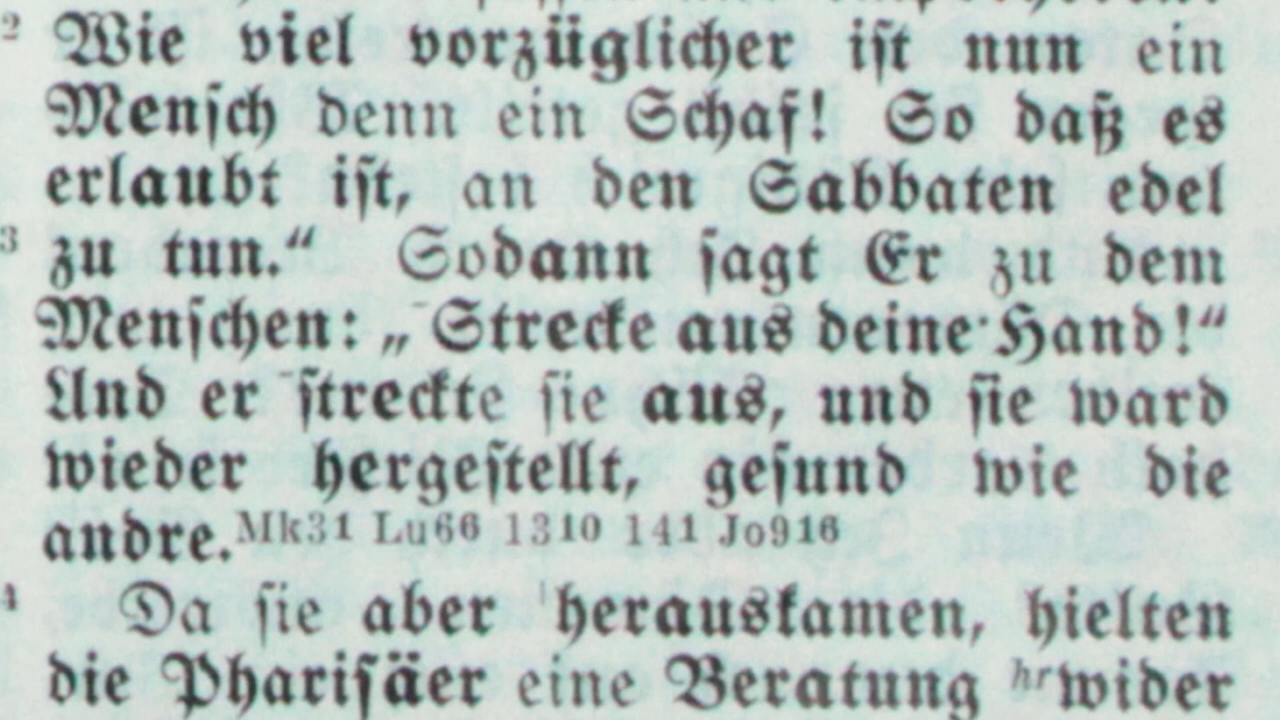 2 Wie viel vorzüglicher ist nun ein
Mensch denn ein Schaf! So daß es
erlaubt ist, an den Sabbaten edel
3 zu tun.“ Sodann sagt Er zu dem
Menschen: „¯Strecke aus deine·Hand!“
Und er ¯streckte sie aus, und sie ward
wieder hergestellt, gesund wie die
andre. Mk31 Lu66 1310 141 Jo916
4 Da sie aber ˈherauskamen, hielten
die Pharisäer eine Beratung hrwider